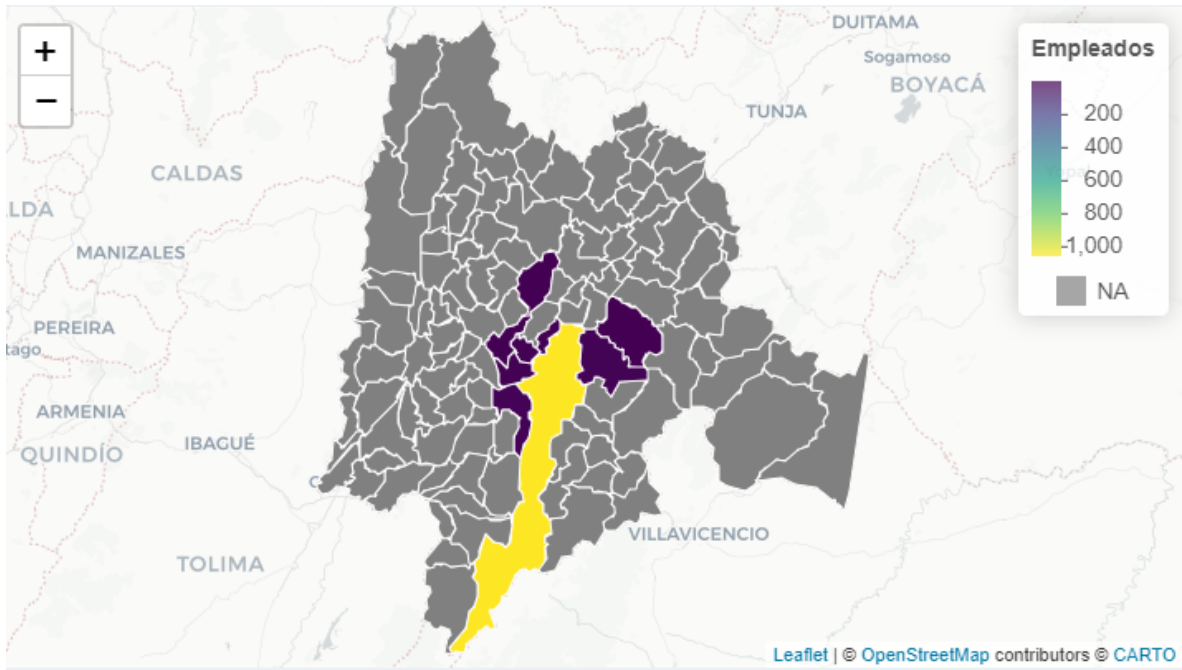 +
−
DUITAMA
Sogamoso
BOYACÁ
TUNJA
CALDAS
LDA
MANIZALES
PEREIRA
tago
ARMENIA
QUINDÍO
IBAGUÉ
TOLIMA
VILLAVICENCIO
Empleados
200
400
600
800
1,000
NA
Leaflet | © OpenStreetMap contributors © CARTO